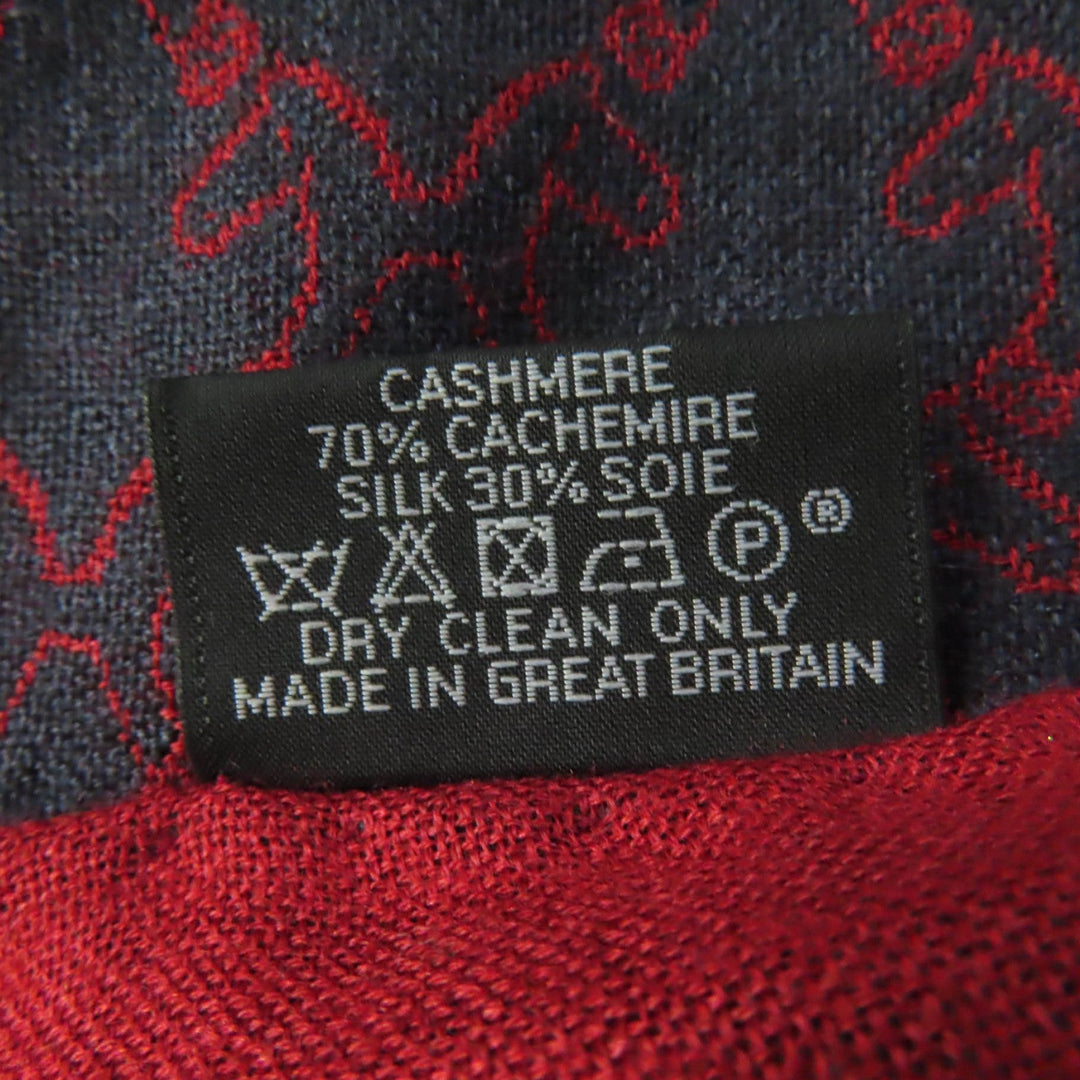 CASHMERE
70% CACHEMIRE
SILK 30% SOIE
P ®
DRY CLEAN ONLY
MADE IN GREAT BRITAIN